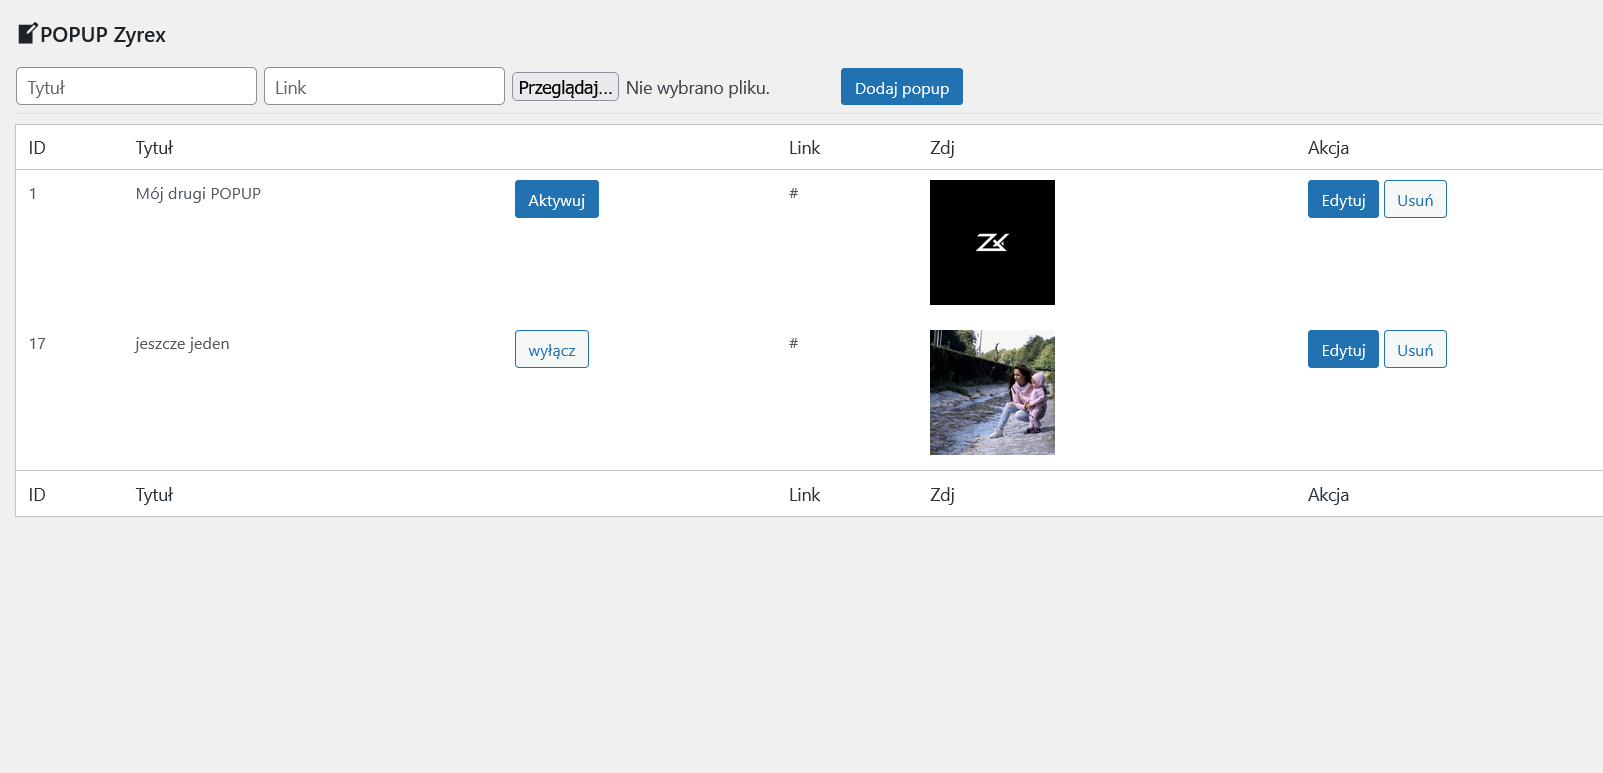 POPUP Zyrex
Tytuł Link Przeglądaj... Nie wybrano pliku. Dodaj popup
ID Tytuł Link Zdj Akcja
1 Mój drugi POPUP Aktywuj # Edytuj Usuń
17 jeszcze jeden wyłącz # Edytuj Usuń
ID Tytuł Link Zdj Akcja